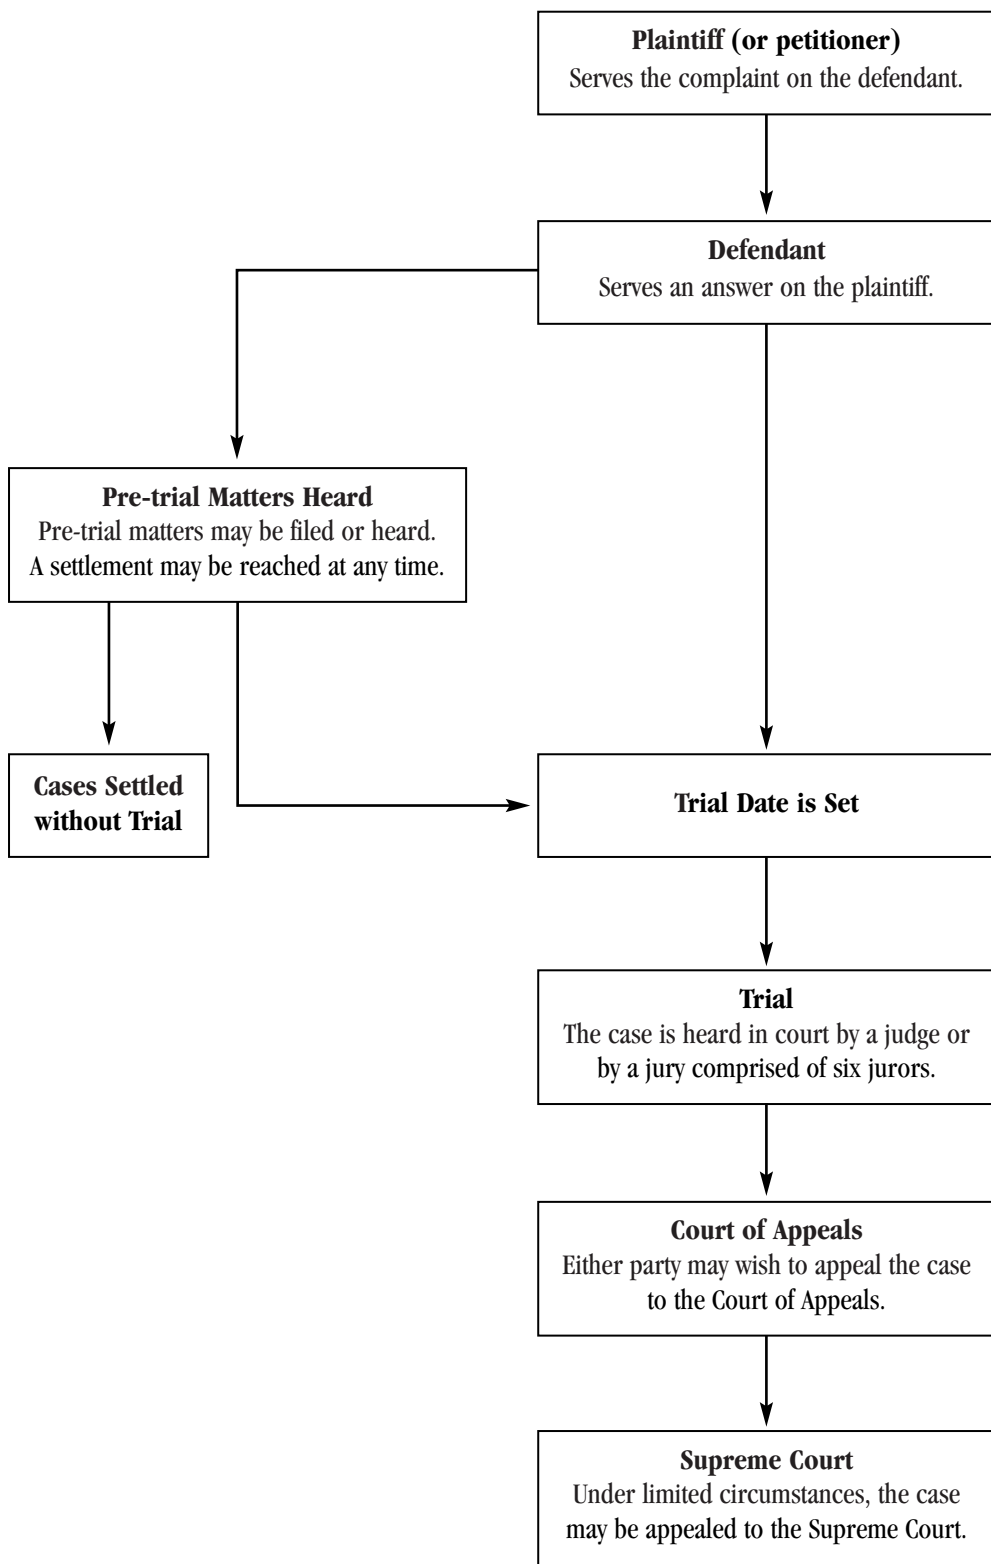 Plaintiff (or petitioner)
Serves the complaint on the defendant.
Defendant
Serves an answer on the plaintiff.
Pre-trial Matters Heard
Pre-trial matters may be filed or heard.
A settlement may be reached at any time.
Cases Settled
without Trial
Trial Date is Set
Trial
The case is heard in court by a judge or
by a jury comprised of six jurors.
Court of Appeals
Either party may wish to appeal the case
to the Court of Appeals.
Supreme Court
Under limited circumstances, the case
may be appealed to the Supreme Court.